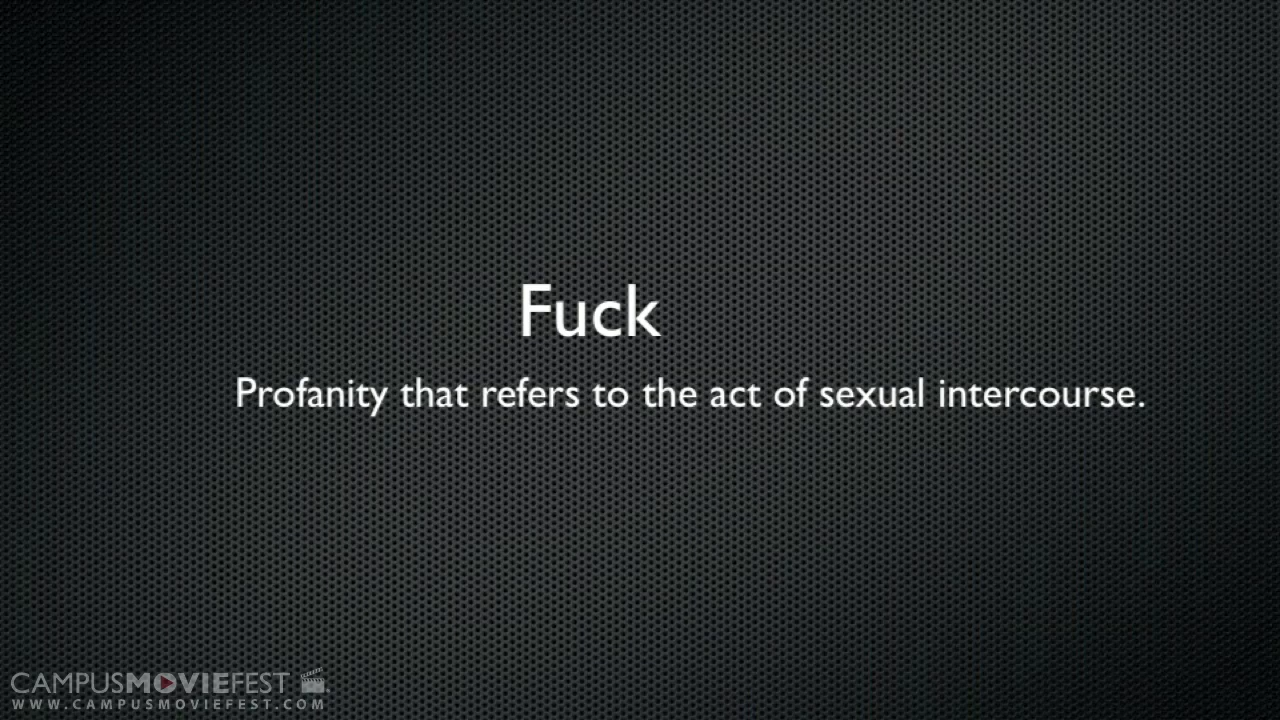 Fuck
Profanity that refers to the act of sexual intercourse.
CAMPUSMOVIEFEST
WWW.CAMPUSMOVIEFEST.COM